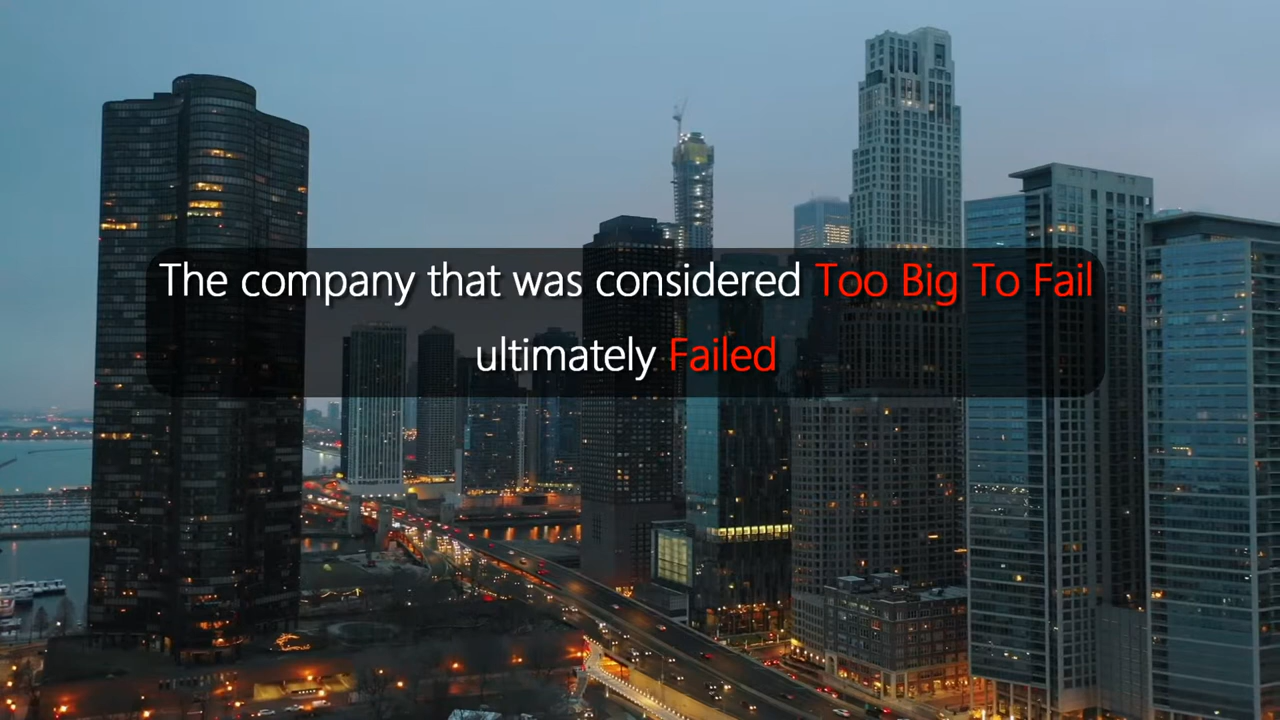 The company that was considered Too Big To Fail
ultimately Failed